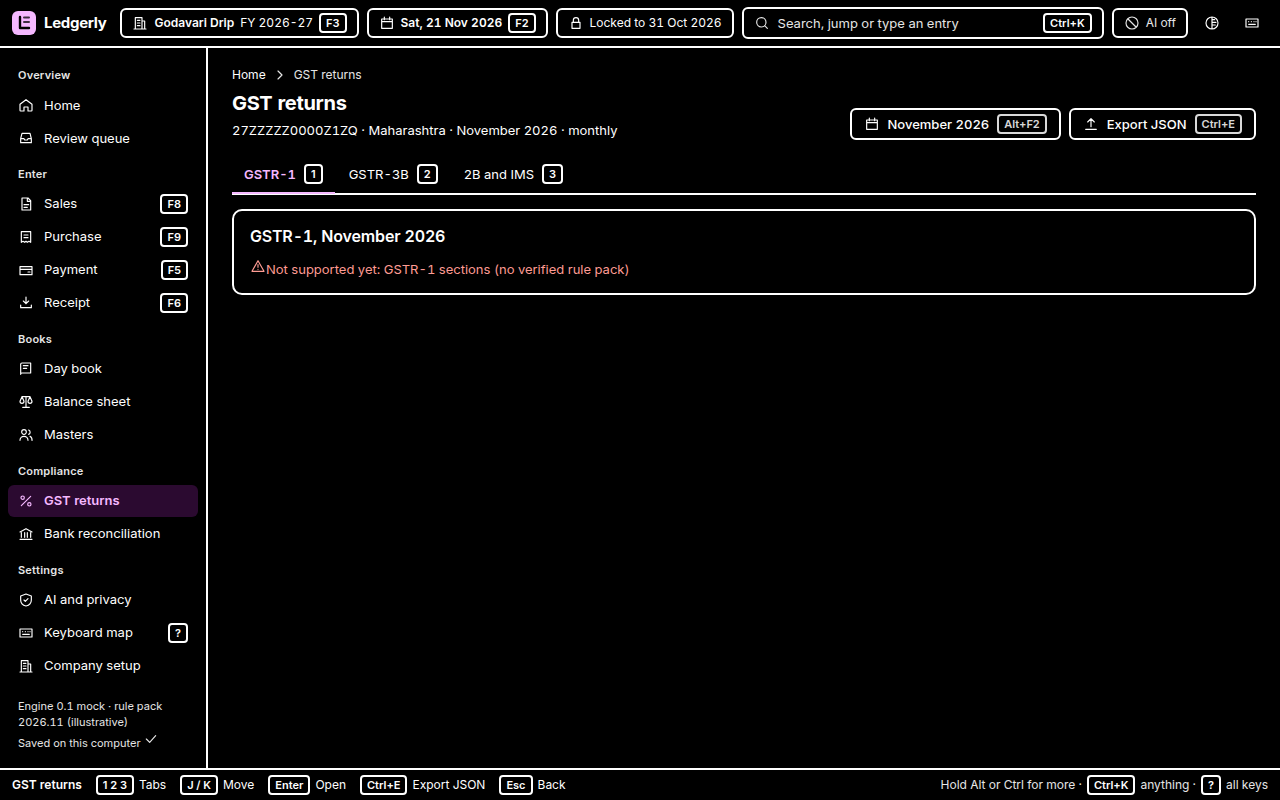 Ledgerly
Godavari Drip FY 2026-27 F3
Sat, 21 Nov 2026 F2
Locked to 31 Oct 2026
Search, jump or type an entry Ctrl+K
AI off
Overview
Home
Review queue
Enter
Sales F8
Purchase F9
Payment F5
Receipt F6
Books
Day book
Balance sheet
Masters
Compliance
GST returns
Bank reconciliation
Settings
AI and privacy
Keyboard map ?
Company setup
Engine 0.1 mock · rule pack
2026.11 (illustrative)
Saved on this computer
Home GST returns
GST returns
27ZZZZZ0000Z1ZQ · Maharashtra · November 2026 · monthly
November 2026 Alt+F2
Export JSON Ctrl+E
GSTR-1 1 GSTR-3B 2 2B and IMS 3
GSTR-1, November 2026
Not supported yet: GSTR-1 sections (no verified rule pack)
GST returns 1 2 3 Tabs J / K Move Enter Open Ctrl+E Export JSON Esc Back
Hold Alt or Ctrl for more · Ctrl+K anything · ? all keys